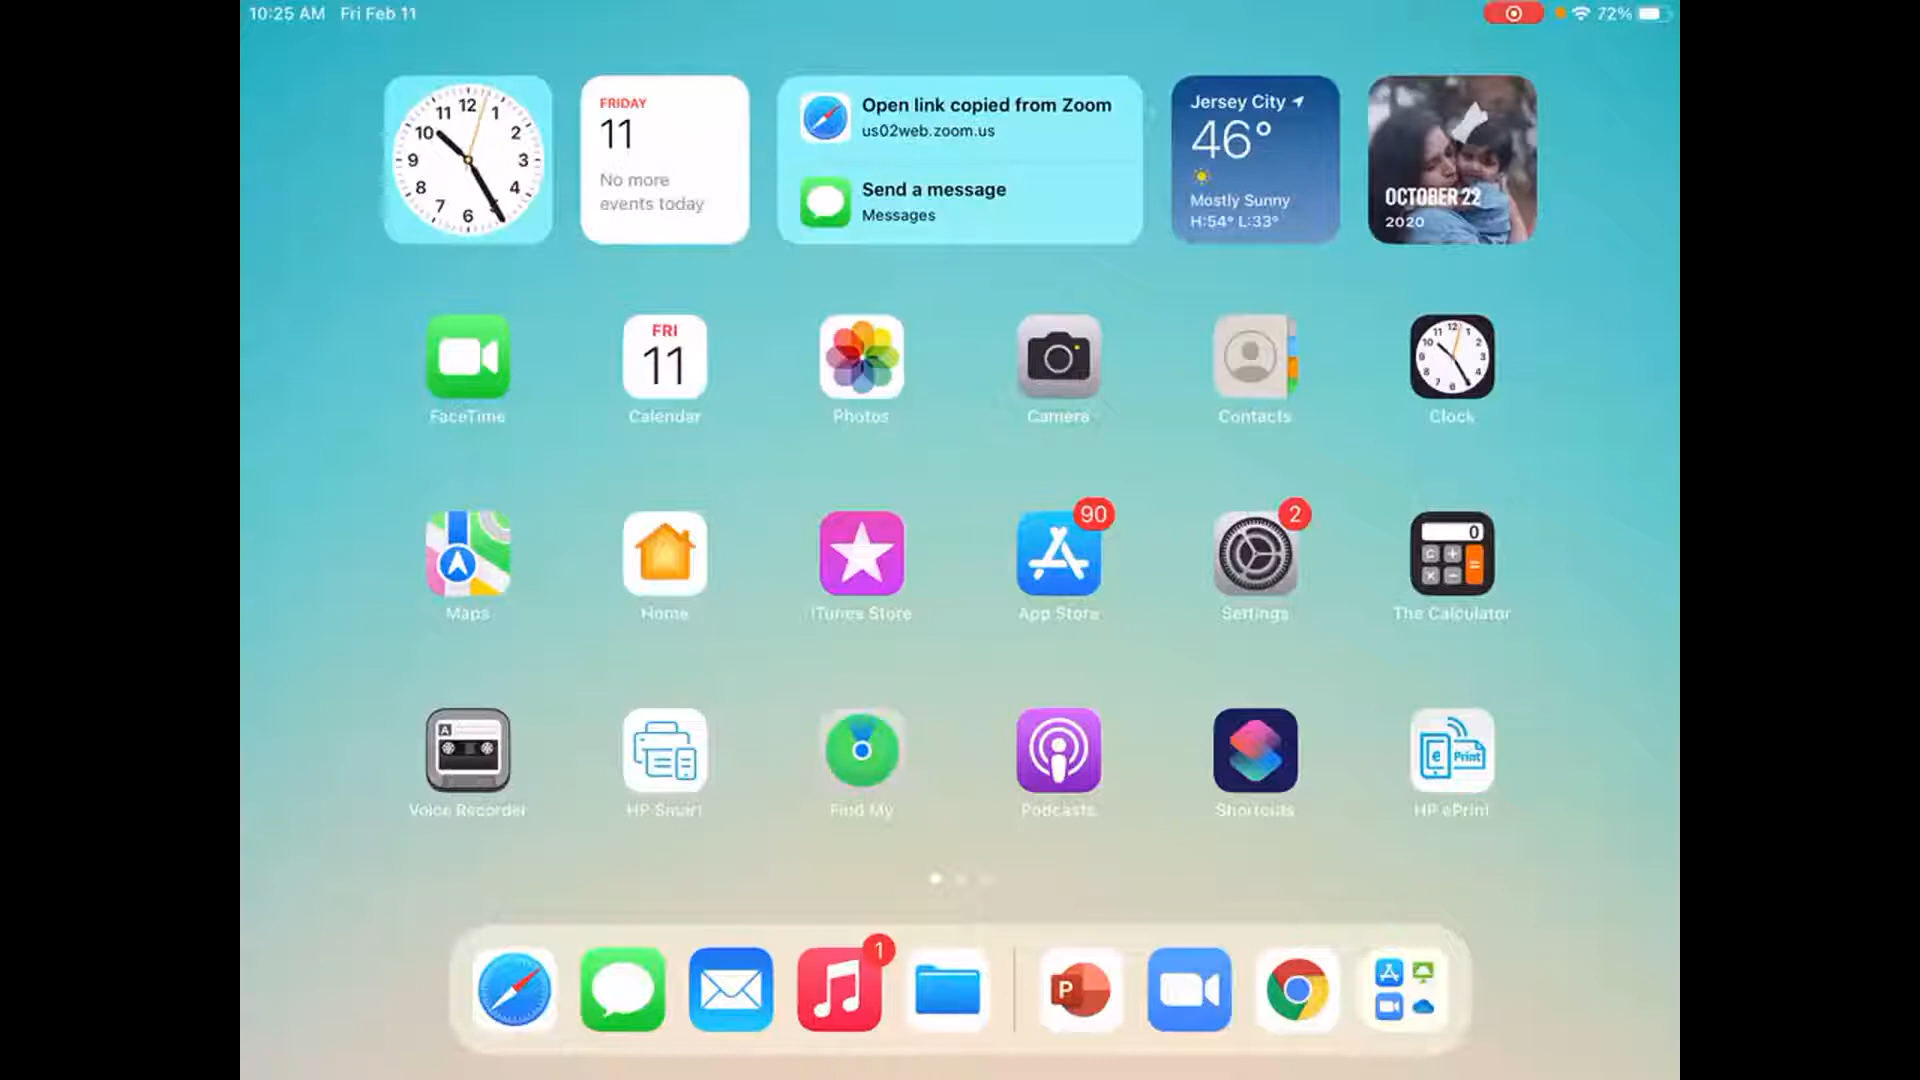 10:25 AM Fri Feb 11
72%
12
11
1
10
2
9
3
8
4
7
6
FRIDAY
11
No more
events today
Open link copied from Zoom
us02web.zoom.us
Send a message
Messages
Jersey City
46°
Mostly Sunny
H:54° L:33°
OCTOBER 22
2020
FaceTime
FRI
11
Calendar
Photos
Camera
Contacts
Clock
Maps
Home
iTunes Store
90
App Store
2
Settings
0
The Calculator
A
Voice Recorder
HP Smart
Find My
Podcasts
Shortcuts
e Print
HP ePrint
1
P